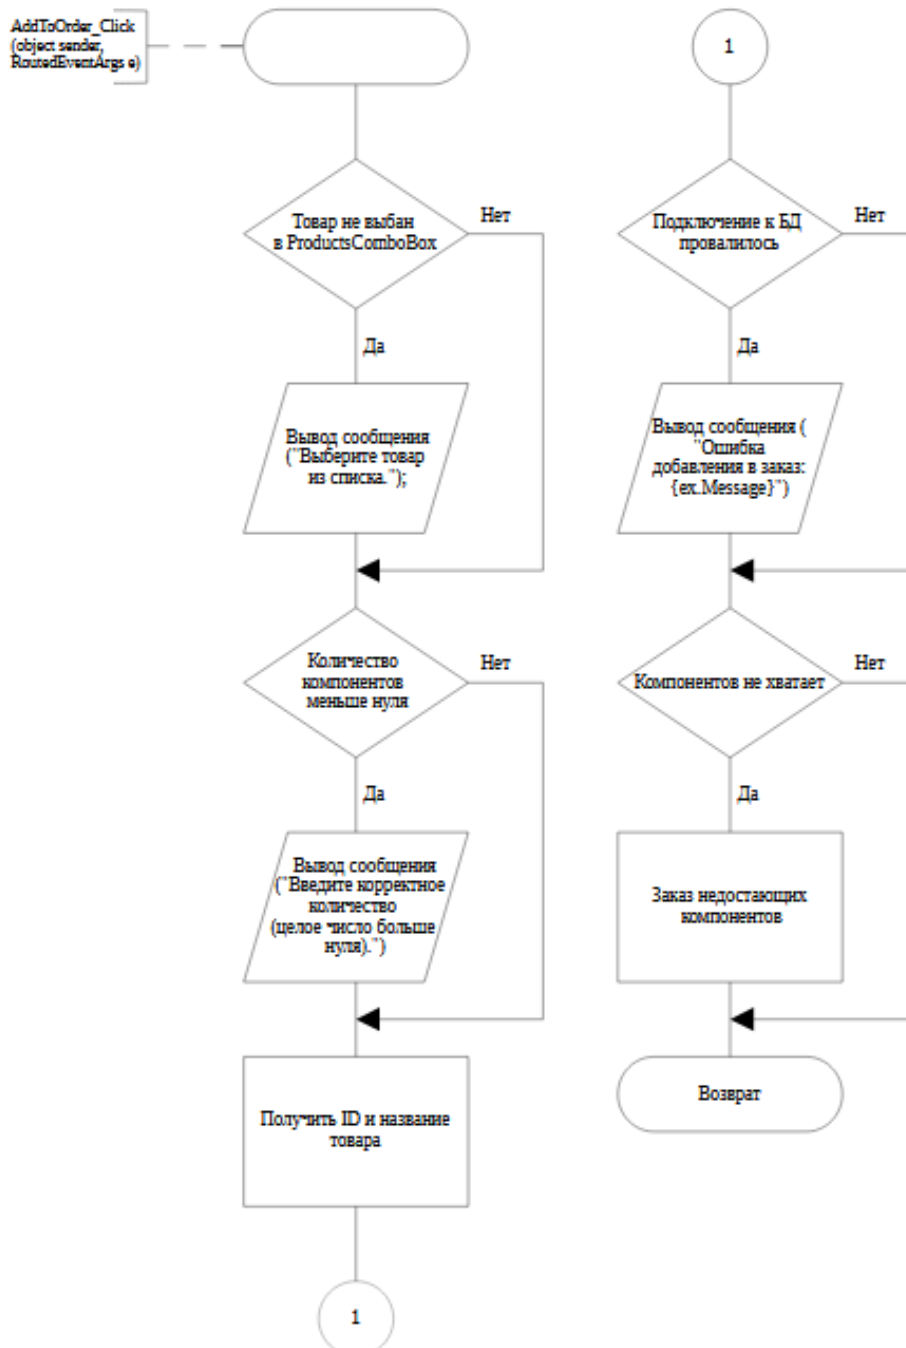 AddToOrder_Click
(object sender,
RoutedEventArgs e)
Товар не выбан
в ProductsComboBox
Нет
Да
Вывод сообщения
("Выберите товар
из списка.");
Количество
компонентов
меньше нуля
Нет
Да
Вывод сообщения
("Введите корректное
количество
(целое число больше
нуля).")
Получить ID и название
товара
1
1
Подключение к БД
провалилось
Нет
Да
Вывод сообщения (
"Ошибка
добавления в заказ:
{ex.Message}")
Компонентов не хватает
Нет
Да
Заказ недостающих
компонентов
Возврат